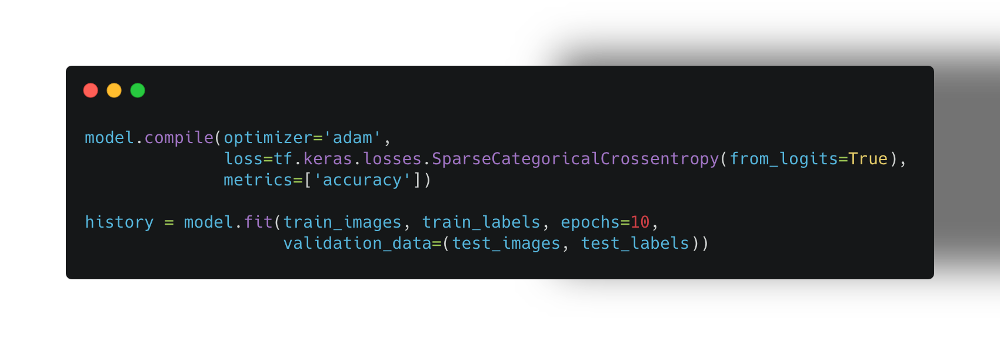 model.compile(optimizer='adam',
              loss=tf.keras.losses.SparseCategoricalCrossentropy(from_logits=True),
              metrics=['accuracy'])

history = model.fit(train_images, train_labels, epochs=10,
                    validation_data=(test_images, test_labels))